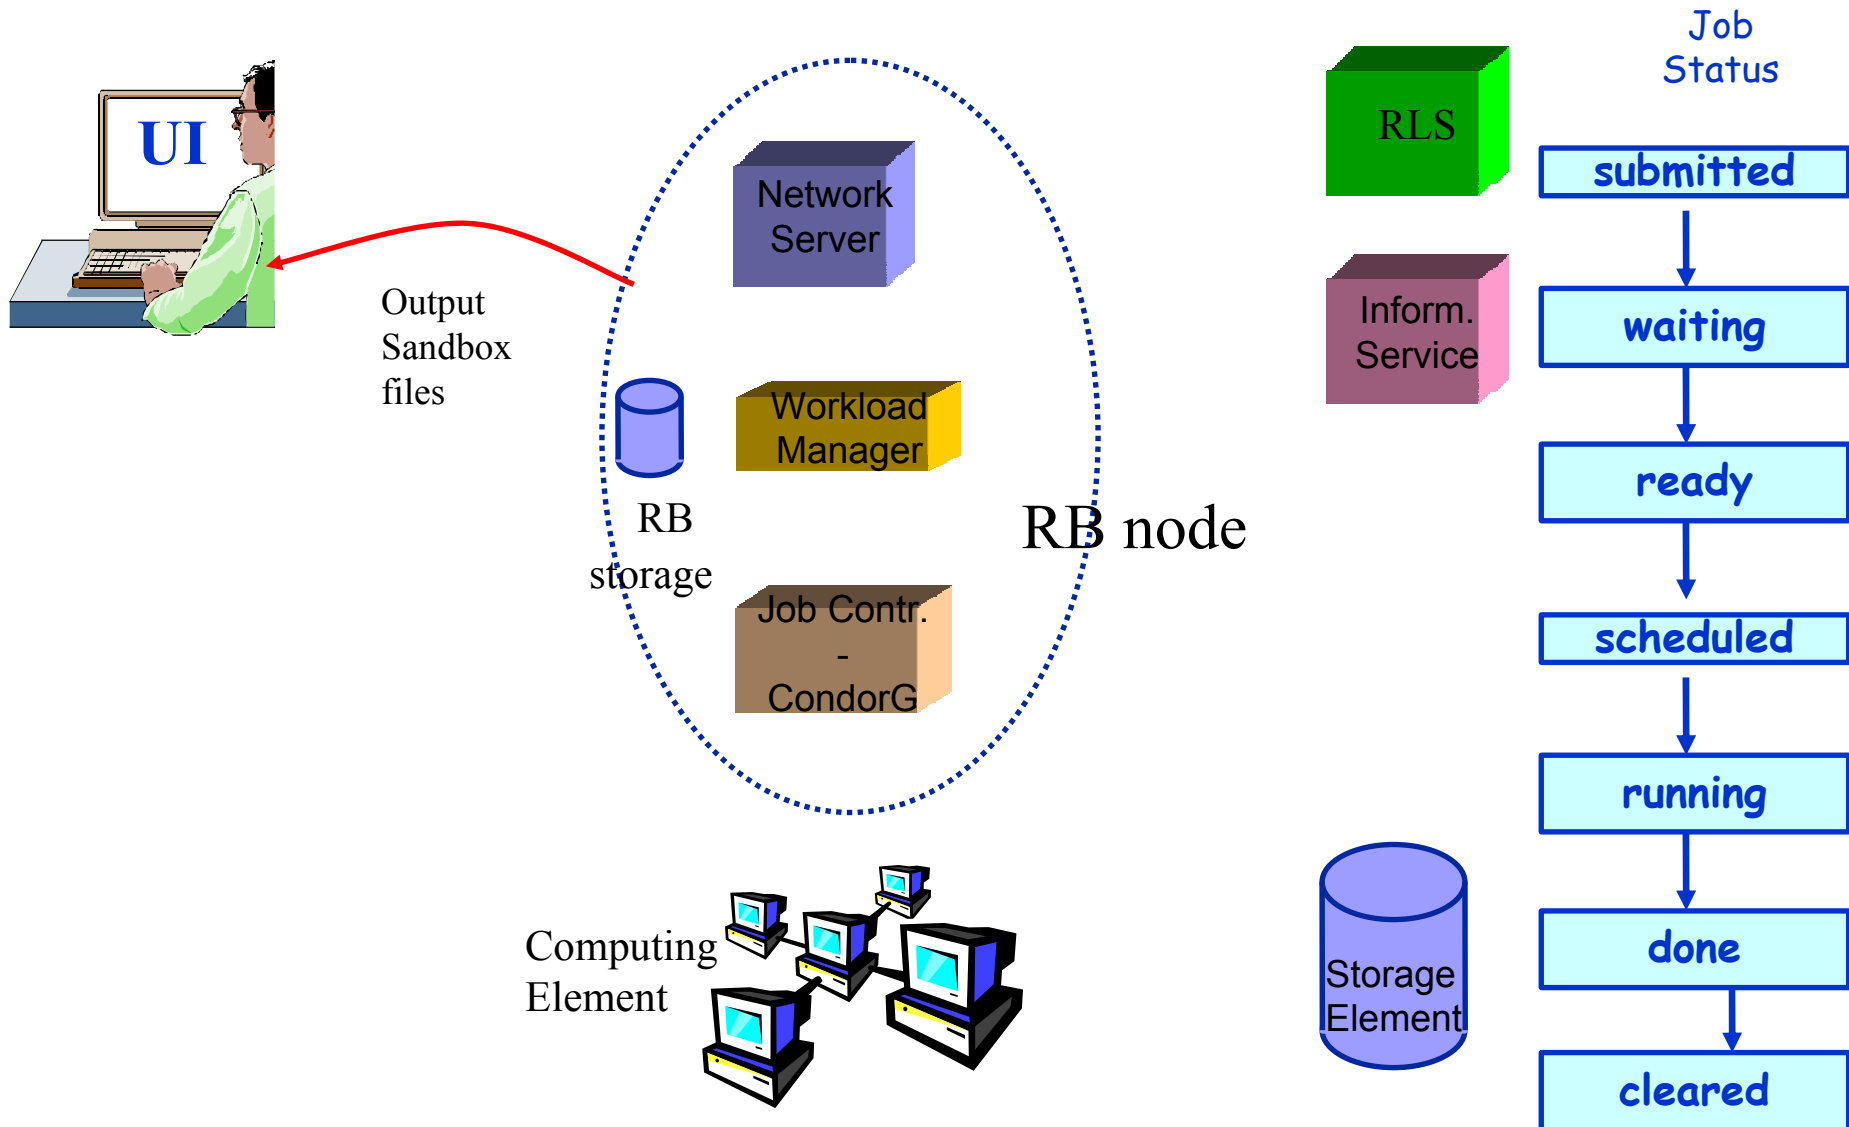 UI
Output
Sandbox
files
Network
Server
Workload
Manager
RB
storage
RB node
Job Contr.
-
CondorG
Computing
Element
RLS
Inform.
Service
Storage
Element
Job
Status
submitted
waiting
ready
scheduled
running
done
cleared